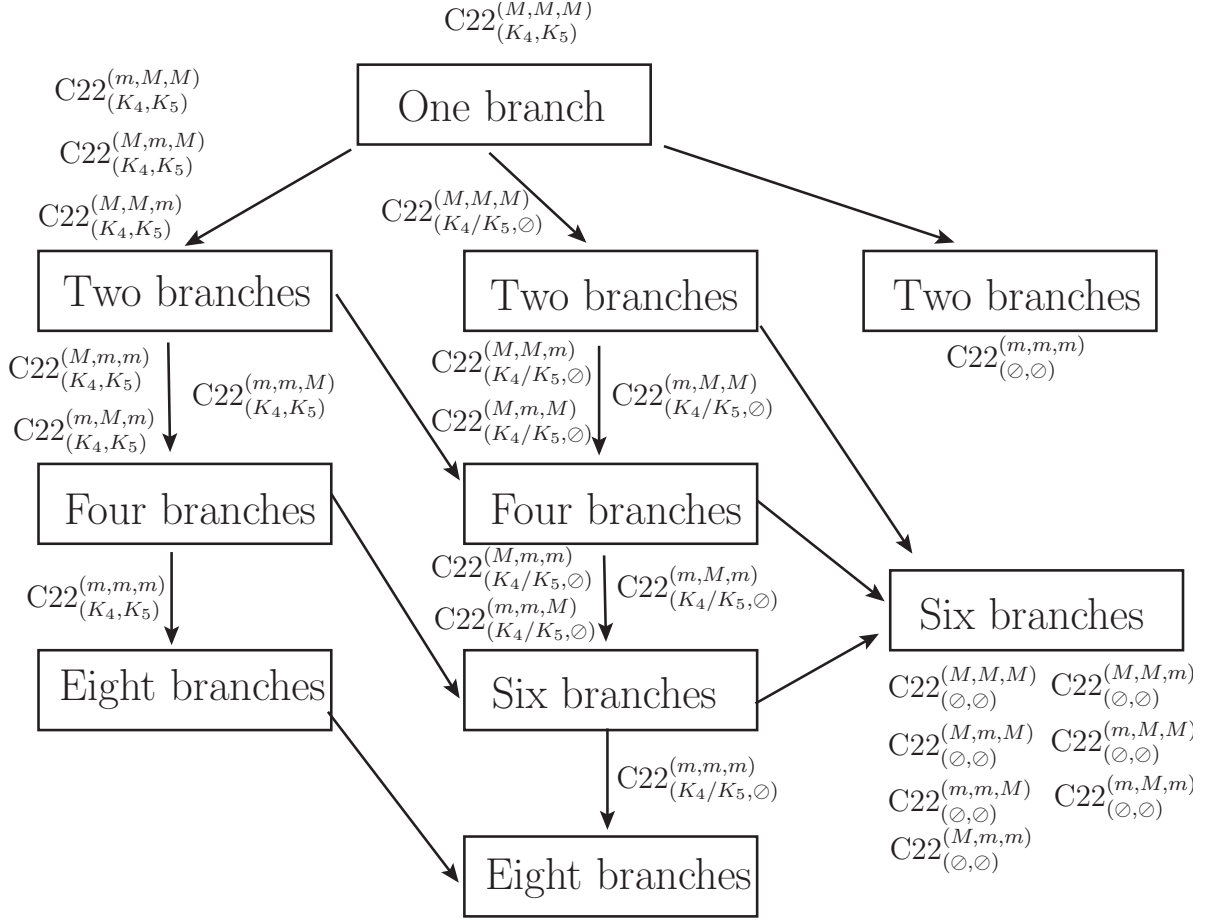 C22^{(M,M,M)}_{(K_4,K_5)}
C22^{(m,M,M)}_{(K_4,K_5)}
One branch
C22^{(M,m,M)}_{(K_4,K_5)}
C22^{(M,M,m)}_{(K_4,K_5)}
C22^{(M,M,M)}_{(K_4/K_5,∅)}
Two branches
Two branches
Two branches
C22^{(m,m,m)}_{(∅,∅)}
C22^{(M,m,m)}_{(K_4,K_5)}
C22^{(m,m,M)}_{(K_4,K_5)}
C22^{(m,M,m)}_{(K_4,K_5)}
C22^{(M,M,m)}_{(K_4/K_5,∅)}
C22^{(m,M,M)}_{(K_4/K_5,∅)}
C22^{(M,m,M)}_{(K_4/K_5,∅)}
Four branches
Four branches
C22^{(m,m,m)}_{(K_4,K_5)}
C22^{(M,m,m)}_{(K_4/K_5,∅)}
C22^{(m,M,m)}_{(K_4/K_5,∅)}
C22^{(m,m,M)}_{(K_4/K_5,∅)}
Six branches
Eight branches
Six branches
C22^{(M,M,M)}_{(∅,∅)}
C22^{(M,M,m)}_{(∅,∅)}
C22^{(M,m,M)}_{(∅,∅)}
C22^{(m,M,M)}_{(∅,∅)}
C22^{(m,m,M)}_{(∅,∅)}
C22^{(m,M,m)}_{(∅,∅)}
C22^{(M,m,m)}_{(∅,∅)}
C22^{(m,m,m)}_{(K_4/K_5,∅)}
Eight branches